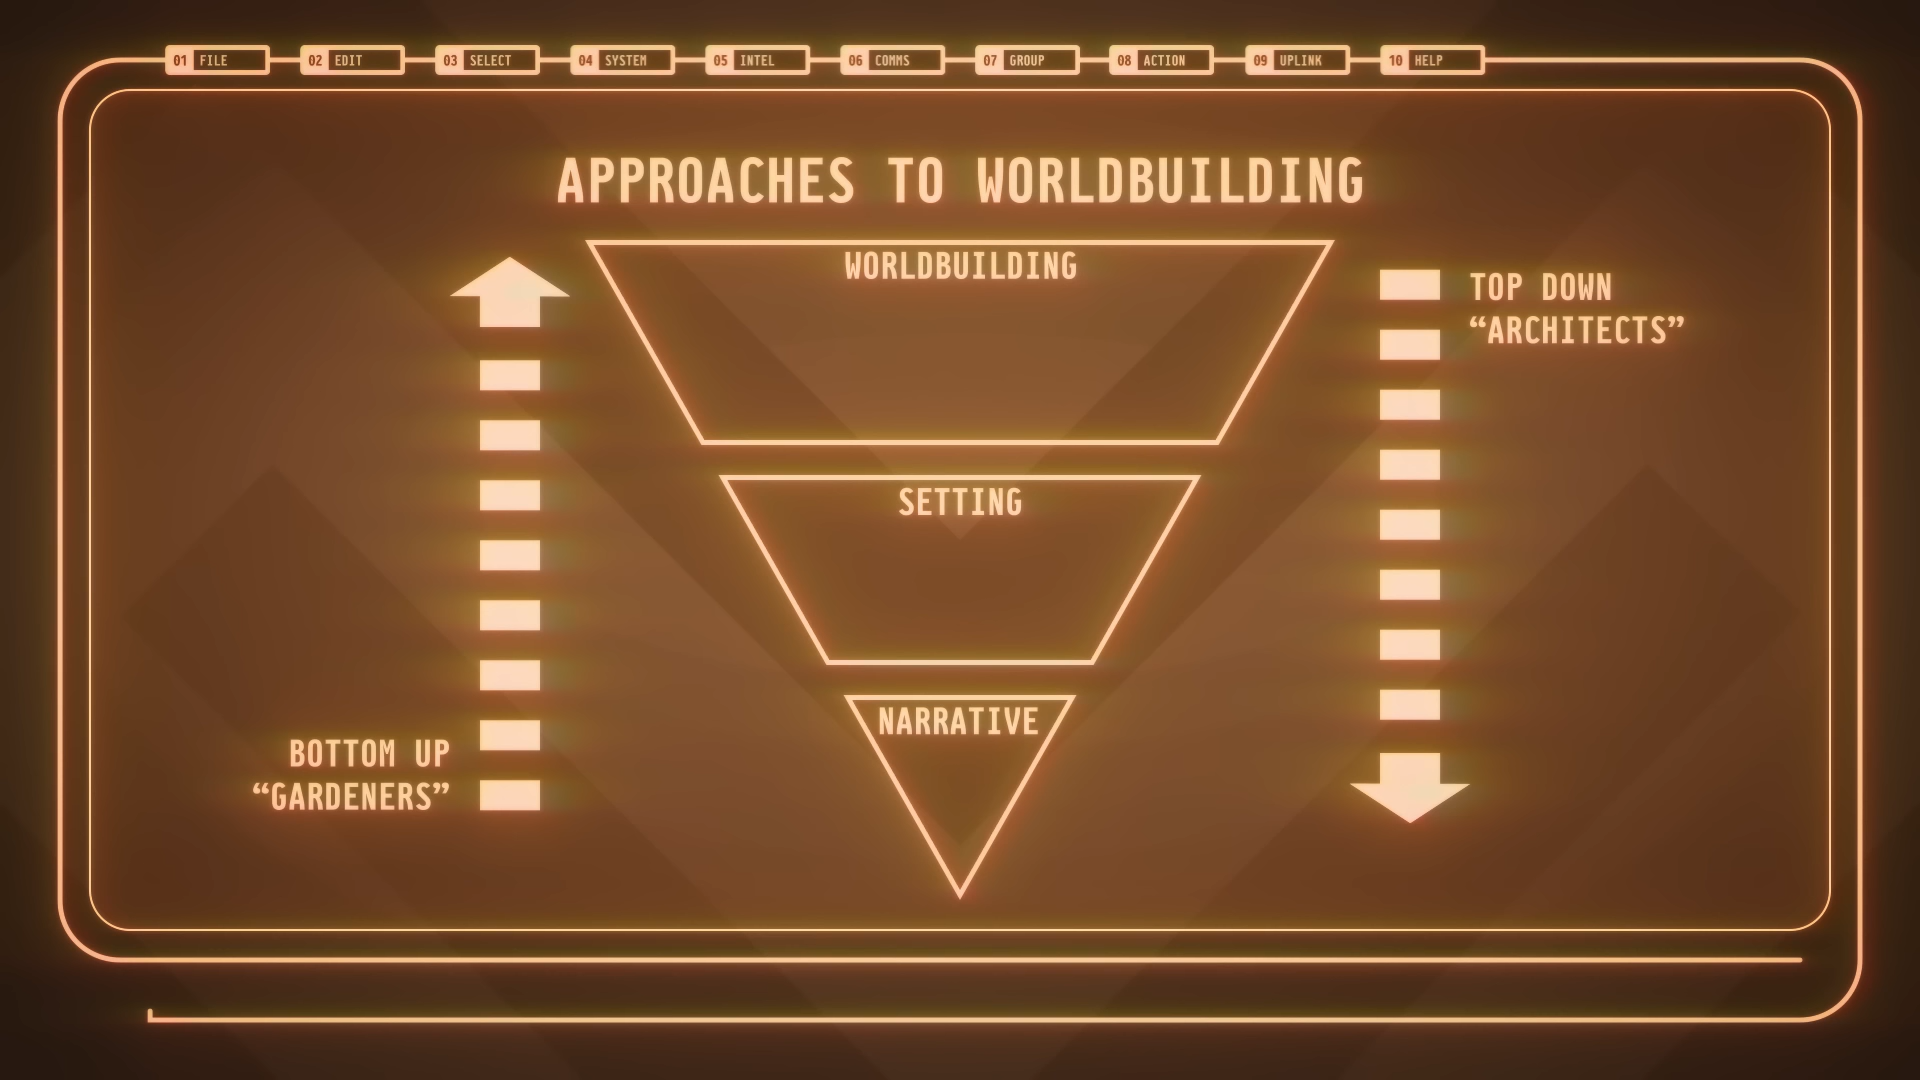 01 FILE 02 EDIT 03 SELECT 04 SYSTEM 05 INTEL 06 COMMS 07 GROUP 08 ACTION 09 UPLINK 10 HELP
APPROACHES TO WORLDBUILDING
WORLDBUILDING
TOP DOWN
“ARCHITECTS”
SETTING
NARRATIVE
BOTTOM UP
“GARDENERS”